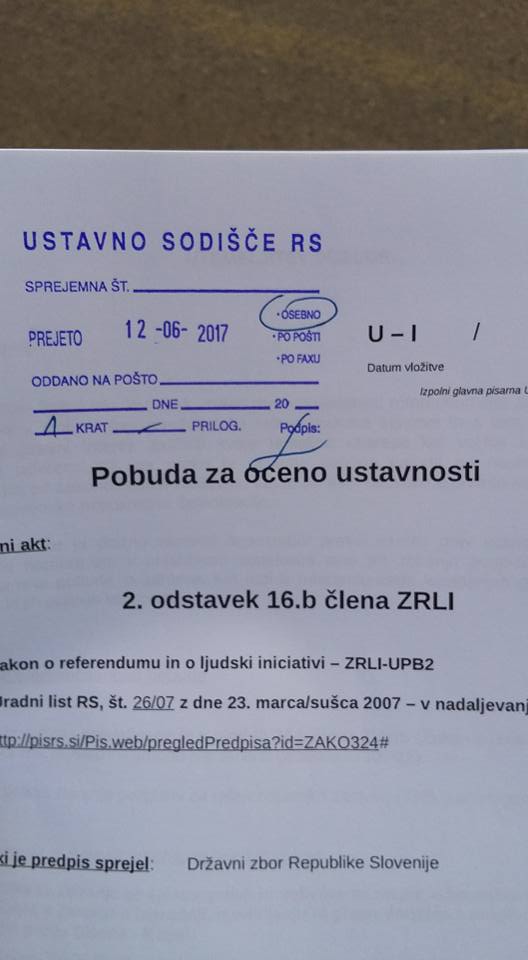 USTAVNO SODIŠČE RS
SPREJEMNA ŠT.
PREJETO 12 -06- 2017
• OSEBNO
• PO POŠTI
• PO FAXU
ODDANO NA POŠTO
DNE 20
1 KRAT PRILOG. Podpis:
U – I /
Datum vložitve
Izpolni glavna pisarna U
Pobuda za oceno ustavnosti
ni akt:
2. odstavek 16.b člena ZRLI
akon o referendumu in o ljudski iniciativi – ZRLI-UPB2
Uradni list RS, št. 26/07 z dne 23. marca/sušca 2007 – v nadaljevanj
ttp://pisrs.si/Pis.web/pregledPredpisa?id=ZAKO324#
ki je predpis sprejel: Državni zbor Republike Slovenije